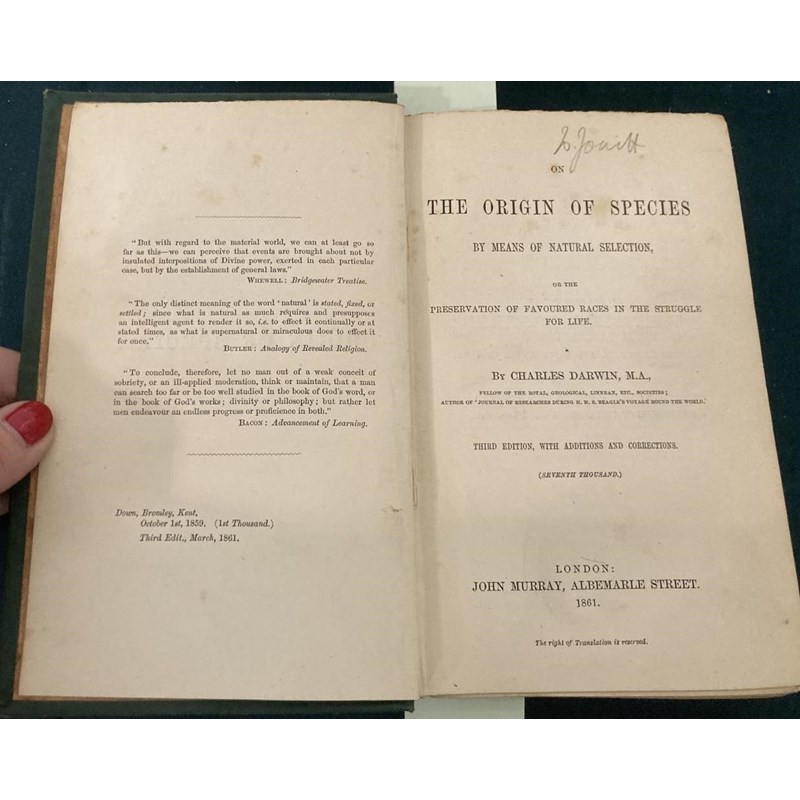 "But with regard to the material world, we can at least go so
far as this—we can perceive that events are brought about not by
insulated interpositions of Divine power, exerted in each particular
case, but by the establishment of general laws."
WHEWELL: Bridgewater Treatise.
"The only distinct meaning of the word 'natural' is stated, fixed, or
settled; since what is natural as much requires and presupposes
an intelligent agent to render it so, i.e. to effect it continually or at
stated times, as what is supernatural or miraculous does to effect it
for once."
BUTLER: Analogy of Revealed Religion.
"To conclude, therefore, let no man out of a weak conceit of
sobriety, or an ill-applied moderation, think or maintain, that a man
can search too far or be too well studied in the book of God's word, or
in the book of God's works; divinity or philosophy; but rather let
men endeavour an endless progress or proficience in both."
BACON: Advancement of Learning.
Down, Bromley, Kent,
October 1st, 1859. (1st Thousand.)
Third Edit., March, 1861.
ON
THE ORIGIN OF SPECIES
BY MEANS OF NATURAL SELECTION,
OR THE
PRESERVATION OF FAVOURED RACES IN THE STRUGGLE
FOR LIFE.
BY CHARLES DARWIN, M.A.,
FELLOW OF THE ROYAL, GEOLOGICAL, LINNEAN, ETC., SOCIETIES;
AUTHOR OF 'JOURNAL OF RESEARCHES DURING H. M. S. BEAGLE'S VOYAGE ROUND THE WORLD.'
THIRD EDITION, WITH ADDITIONS AND CORRECTIONS.
(SEVENTH THOUSAND.)
LONDON:
JOHN MURRAY, ALBEMARLE STREET.
1861.
The right of Translation is reserved.